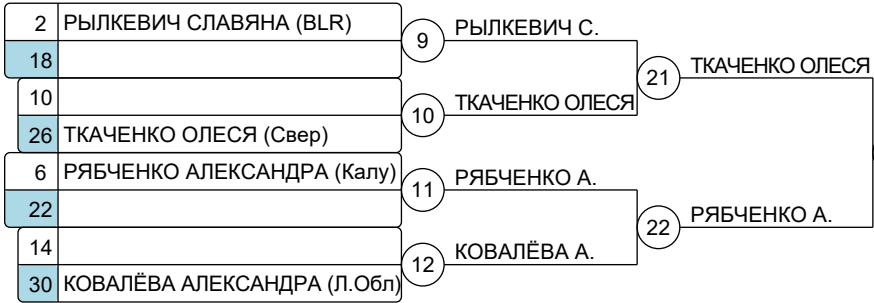 2 РЫЛКЕВИЧ СЛАВЯНА (BLR)
18
9 РЫЛКЕВИЧ С.
10
26 ТКАЧЕНКО ОЛЕСЯ (Свер)
10 ТКАЧЕНКО ОЛЕСЯ
21 ТКАЧЕНКО ОЛЕСЯ
6 РЯБЧЕНКО АЛЕКСАНДРА (Калу)
22
11 РЯБЧЕНКО А.
14
30 КОВАЛЁВА АЛЕКСАНДРА (Л.Обл)
12 КОВАЛЁВА А.
22 РЯБЧЕНКО А.